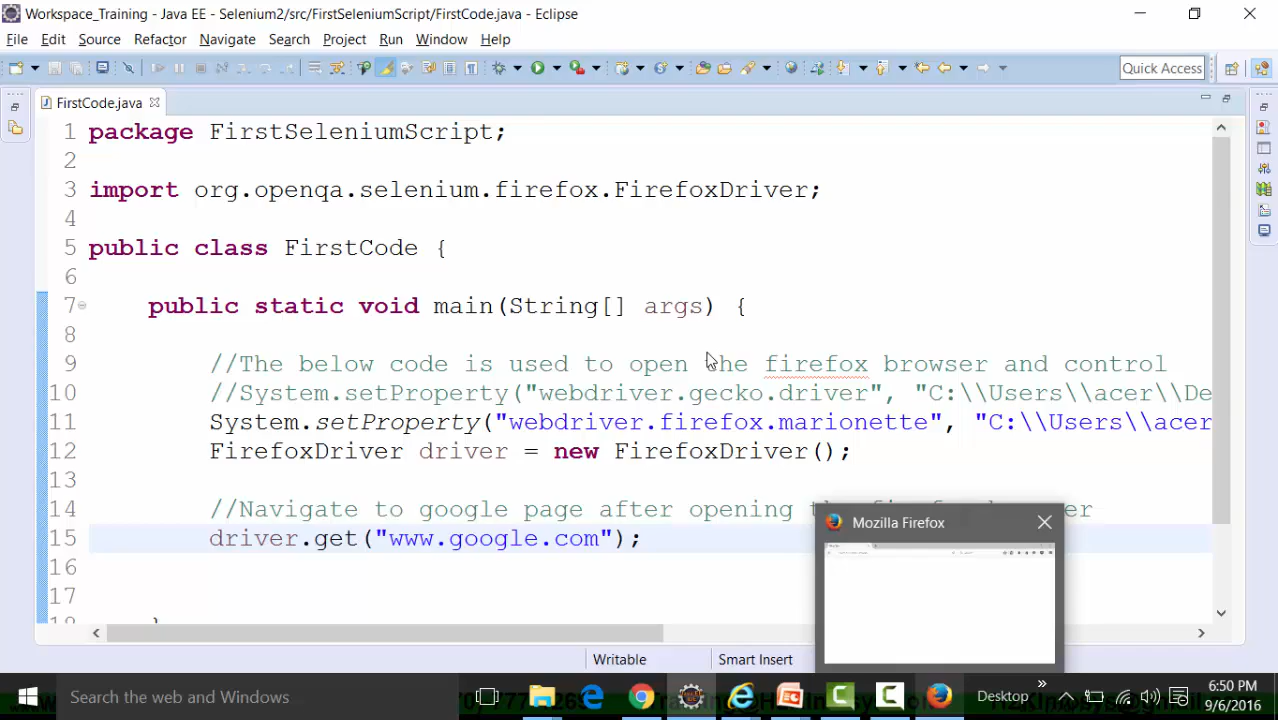 Workspace_Training - Java EE - Selenium2/src/FirstSeleniumScript/FirstCode.java - Eclipse
File Edit Source Refactor Navigate Search Project Run Window Help
Quick Access
FirstCode.java
1 package FirstSeleniumScript;
2
3 import org.openqa.selenium.firefox.FirefoxDriver;
4
5 public class FirstCode {
6
7 public static void main(String[] args) {
8
9 //The below code is used to open the firefox browser and control
10 //System.setProperty("webdriver.gecko.driver", "C:\\Users\\acer\\De
11 System.setProperty("webdriver.firefox.marionette", "C:\\Users\\acer
12 FirefoxDriver driver = new FirefoxDriver();
13
14 //Navigate to google page after opening
15 driver.get("www.google.com");
16
17
18 }
Mozilla Firefox
Writable Smart Insert
Search the web and Windows
Desktop
6:50 PM
9/6/2016